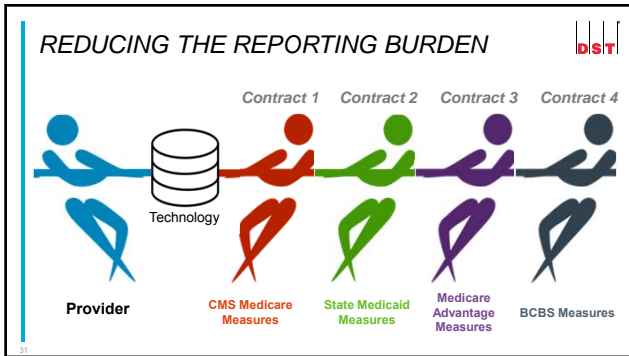 REDUCING THE REPORTING BURDEN
DST
Contract 1 Contract 2 Contract 3 Contract 4
Technology
Provider
CMS Medicare
Measures
State Medicaid
Measures
Medicare
Advantage
Measures
BCBS Measures
31